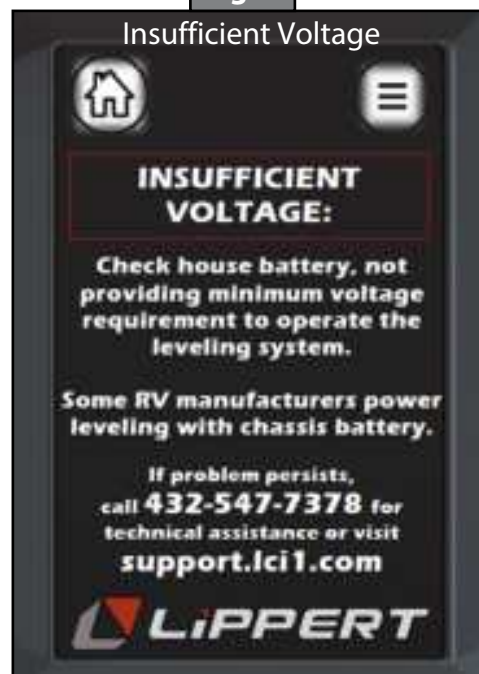 Insufficient Voltage
INSUFFICIENT
VOLTAGE:
Check house battery, not
providing minimum voltage
requirement to operate the
leveling system.
Some RV manufacturers power
leveling with chassis battery.
If problem persists,
call 432-547-7378 for
technical assistance or visit
support.lci1.com
LIPPERT